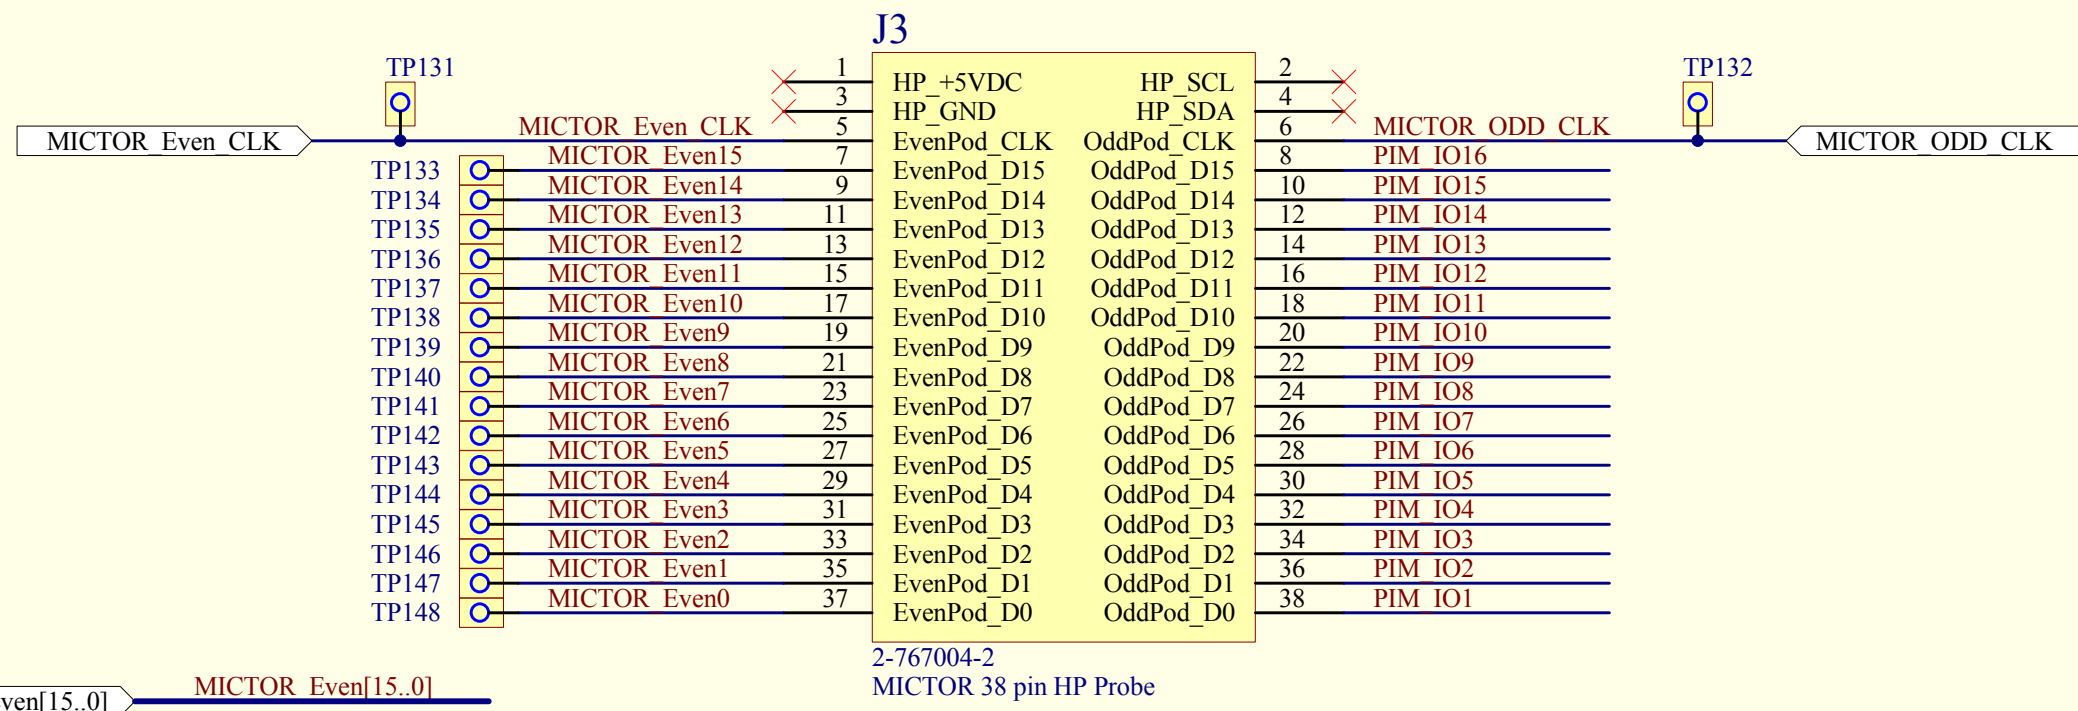 J3
TP131 1 2 TP132
HP_+5VDC HP_SCL
3 4
HP_GND HP_SDA
MICTOR_Even_CLK MICTOR_Even_CLK 5 EvenPod_CLK OddPod_CLK 6 MICTOR_ODD_CLK MICTOR_ODD_CLK
TP133 MICTOR_Even15 7 EvenPod_D15 OddPod_D15 8 PIM_IO16
TP134 MICTOR_Even14 9 EvenPod_D14 OddPod_D14 10 PIM_IO15
TP135 MICTOR_Even13 11 EvenPod_D13 OddPod_D13 12 PIM_IO14
TP136 MICTOR_Even12 13 EvenPod_D12 OddPod_D12 14 PIM_IO13
TP137 MICTOR_Even11 15 EvenPod_D11 OddPod_D11 16 PIM_IO12
TP138 MICTOR_Even10 17 EvenPod_D10 OddPod_D10 18 PIM_IO11
TP139 MICTOR_Even9 19 EvenPod_D9 OddPod_D9 20 PIM_IO10
TP140 MICTOR_Even8 21 EvenPod_D8 OddPod_D8 22 PIM_IO9
TP141 MICTOR_Even7 23 EvenPod_D7 OddPod_D7 24 PIM_IO8
TP142 MICTOR_Even6 25 EvenPod_D6 OddPod_D6 26 PIM_IO7
TP143 MICTOR_Even5 27 EvenPod_D5 OddPod_D5 28 PIM_IO6
TP144 MICTOR_Even4 29 EvenPod_D4 OddPod_D4 30 PIM_IO5
TP145 MICTOR_Even3 31 EvenPod_D3 OddPod_D3 32 PIM_IO4
TP146 MICTOR_Even2 33 EvenPod_D2 OddPod_D2 34 PIM_IO3
TP147 MICTOR_Even1 35 EvenPod_D1 OddPod_D1 36 PIM_IO2
TP148 MICTOR_Even0 37 EvenPod_D0 OddPod_D0 38 PIM_IO1
2-767004-2
MICTOR 38 pin HP Probe
ven[15..0] MICTOR_Even[15..0]